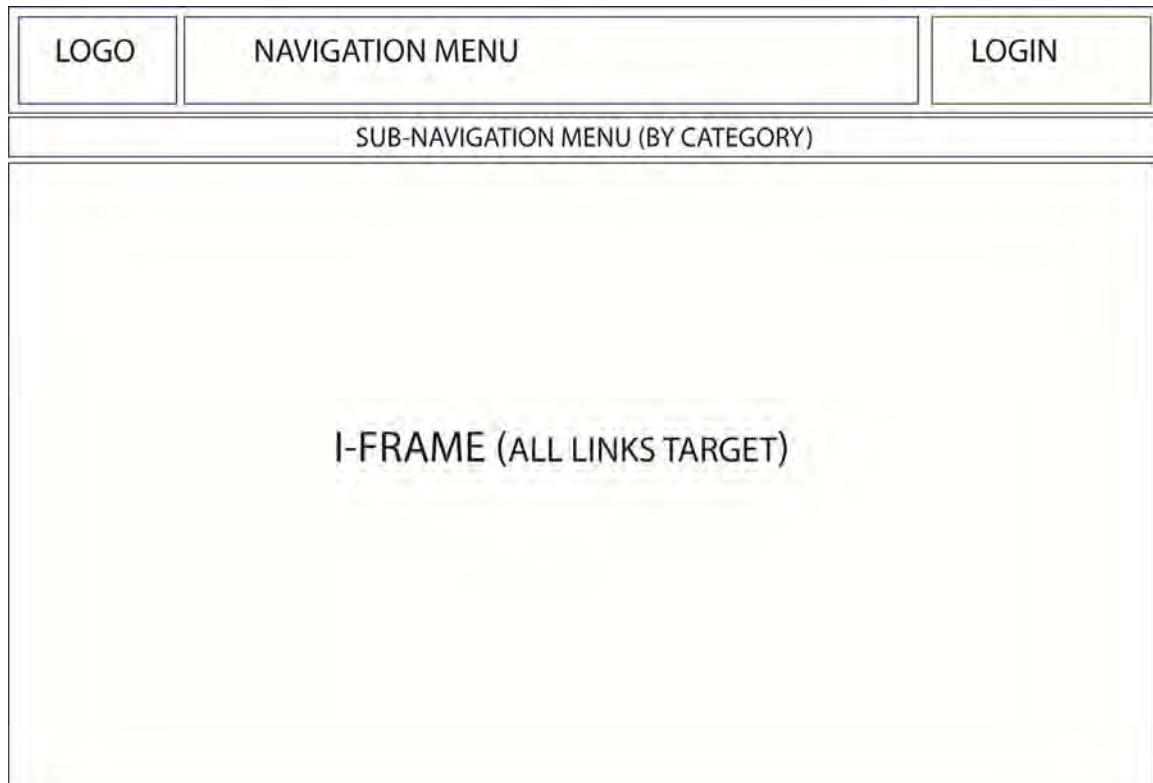 LOGO
NAVIGATION MENU
LOGIN
SUB-NAVIGATION MENU (BY CATEGORY)
I-FRAME (ALL LINKS TARGET)